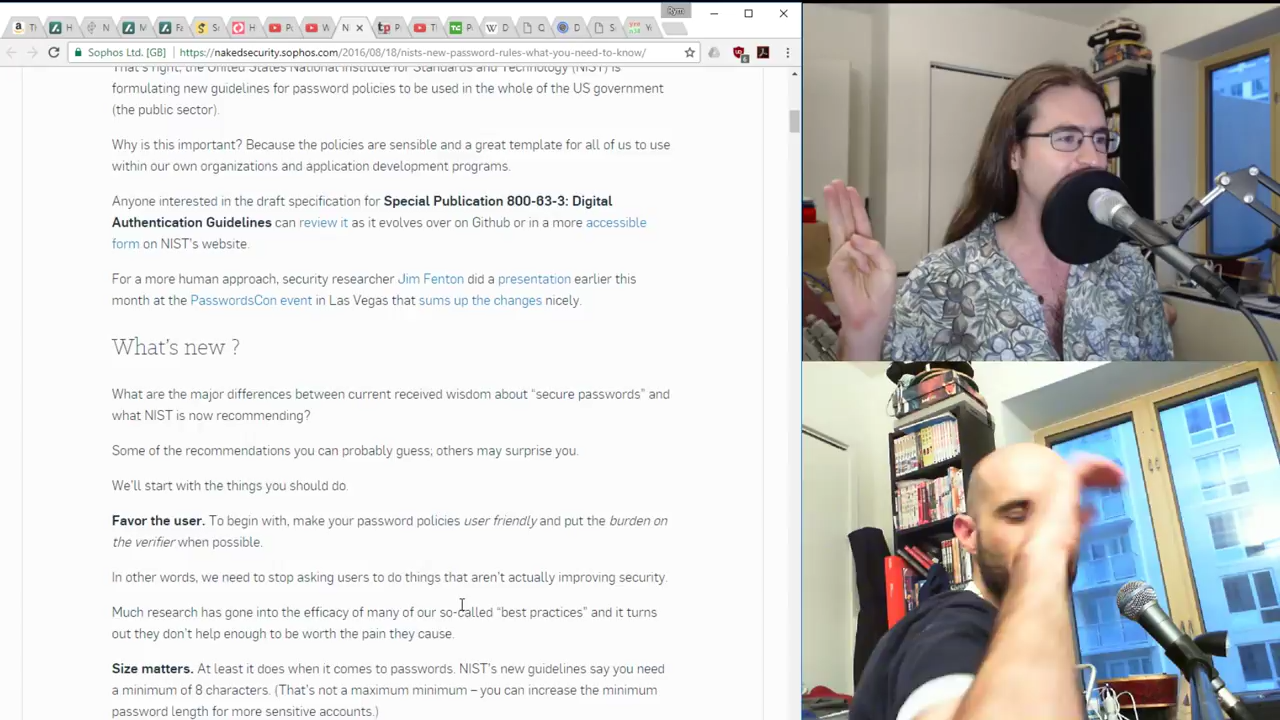 Rym
Sophos Ltd. [GB]
https://nakedsecurity.sophos.com/2016/08/18/nists-new-password-rules-what-you-need-to-know/
That's right, the United States National Institute for Standards and Technology (NIST) is
formulating new guidelines for password policies to be used in the whole of the US government
(the public sector).
Why is this important? Because the policies are sensible and a great template for all of us to use
within our own organizations and application development programs.
Anyone interested in the draft specification for Special Publication 800-63-3: Digital
Authentication Guidelines can review it as it evolves over on Github or in a more accessible
form on NIST's website.
For a more human approach, security researcher Jim Fenton did a presentation earlier this
month at the PasswordsCon event in Las Vegas that sums up the changes nicely.
What's new ?
What are the major differences between current received wisdom about “secure passwords” and
what NIST is now recommending?
Some of the recommendations you can probably guess; others may surprise you.
We'll start with the things you should do.
Favor the user. To begin with, make your password policies user friendly and put the burden on
the verifier when possible.
In other words, we need to stop asking users to do things that aren't actually improving security.
Much research has gone into the efficacy of many of our so-called “best practices” and it turns
out they don't help enough to be worth the pain they cause.
Size matters. At least it does when it comes to passwords. NIST's new guidelines say you need
a minimum of 8 characters. (That's not a maximum minimum – you can increase the minimum
password length for more sensitive accounts.)